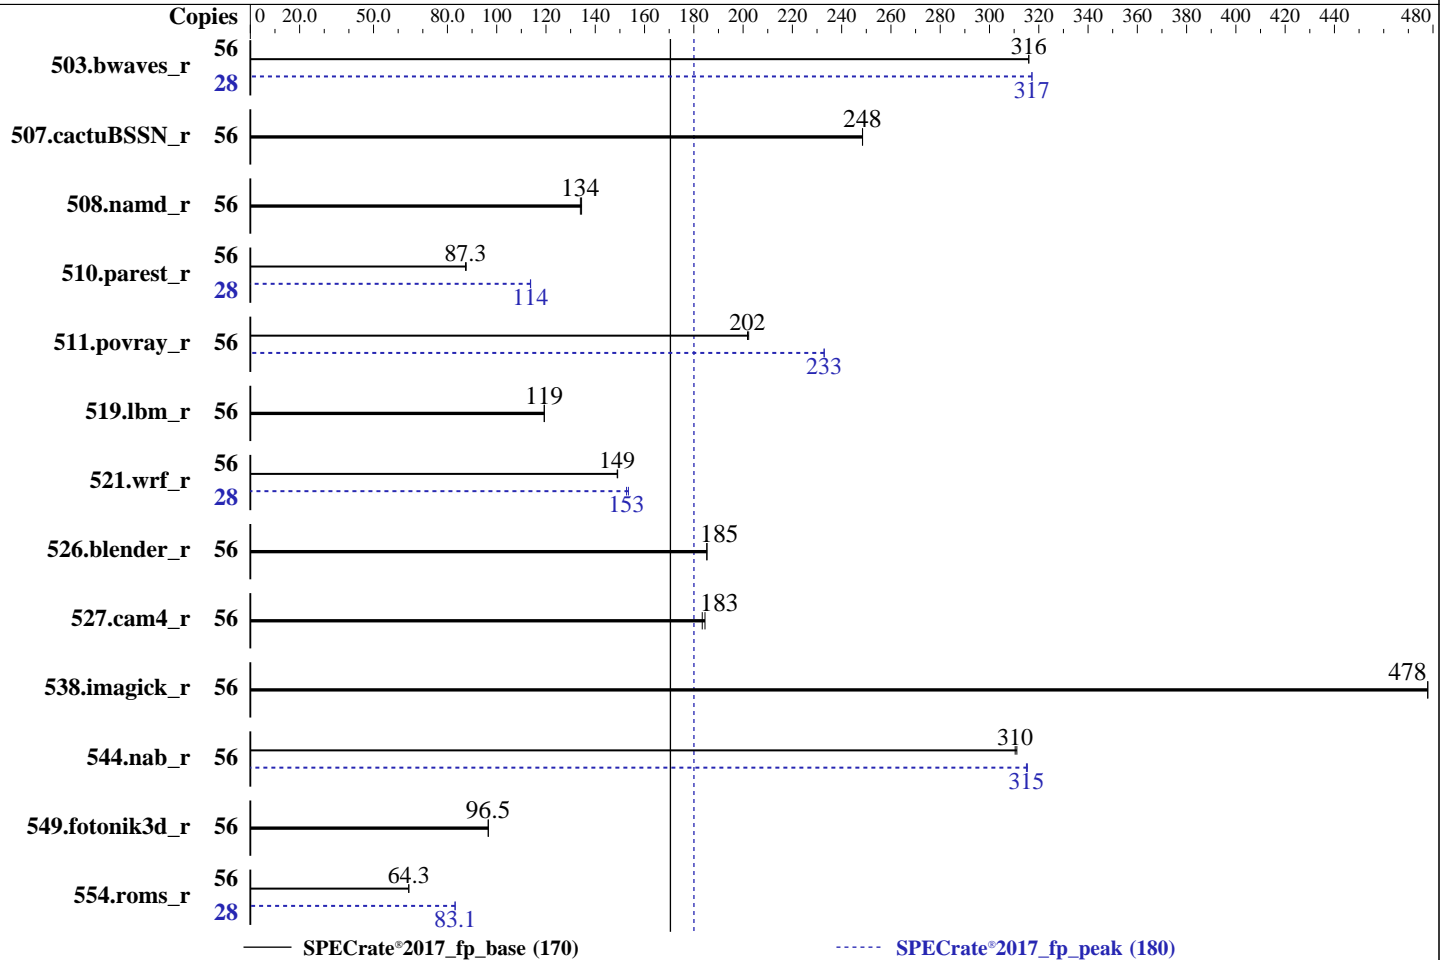 Copies 0 20.0 50.0 80.0 100 120 140 160 180 200 220 240 260 280 300 320 340 360 380 400 420 440 480
503.bwaves_r 56 316
28 317
507.cactuBSSN_r 56 248
508.namd_r 56 134
510.parest_r 56 87.3
28 114
511.povray_r 56 202
233
519.lbm_r 56 119
521.wrf_r 56 149
28 153
526.blender_r 56 185
527.cam4_r 56 183
538.imagick_r 56 478
544.nab_r 56 310
315
549.fotonik3d_r 56 96.5
554.roms_r 56 64.3
28 83.1
SPECrate®2017_fp_base (170) SPECrate®2017_fp_peak (180)